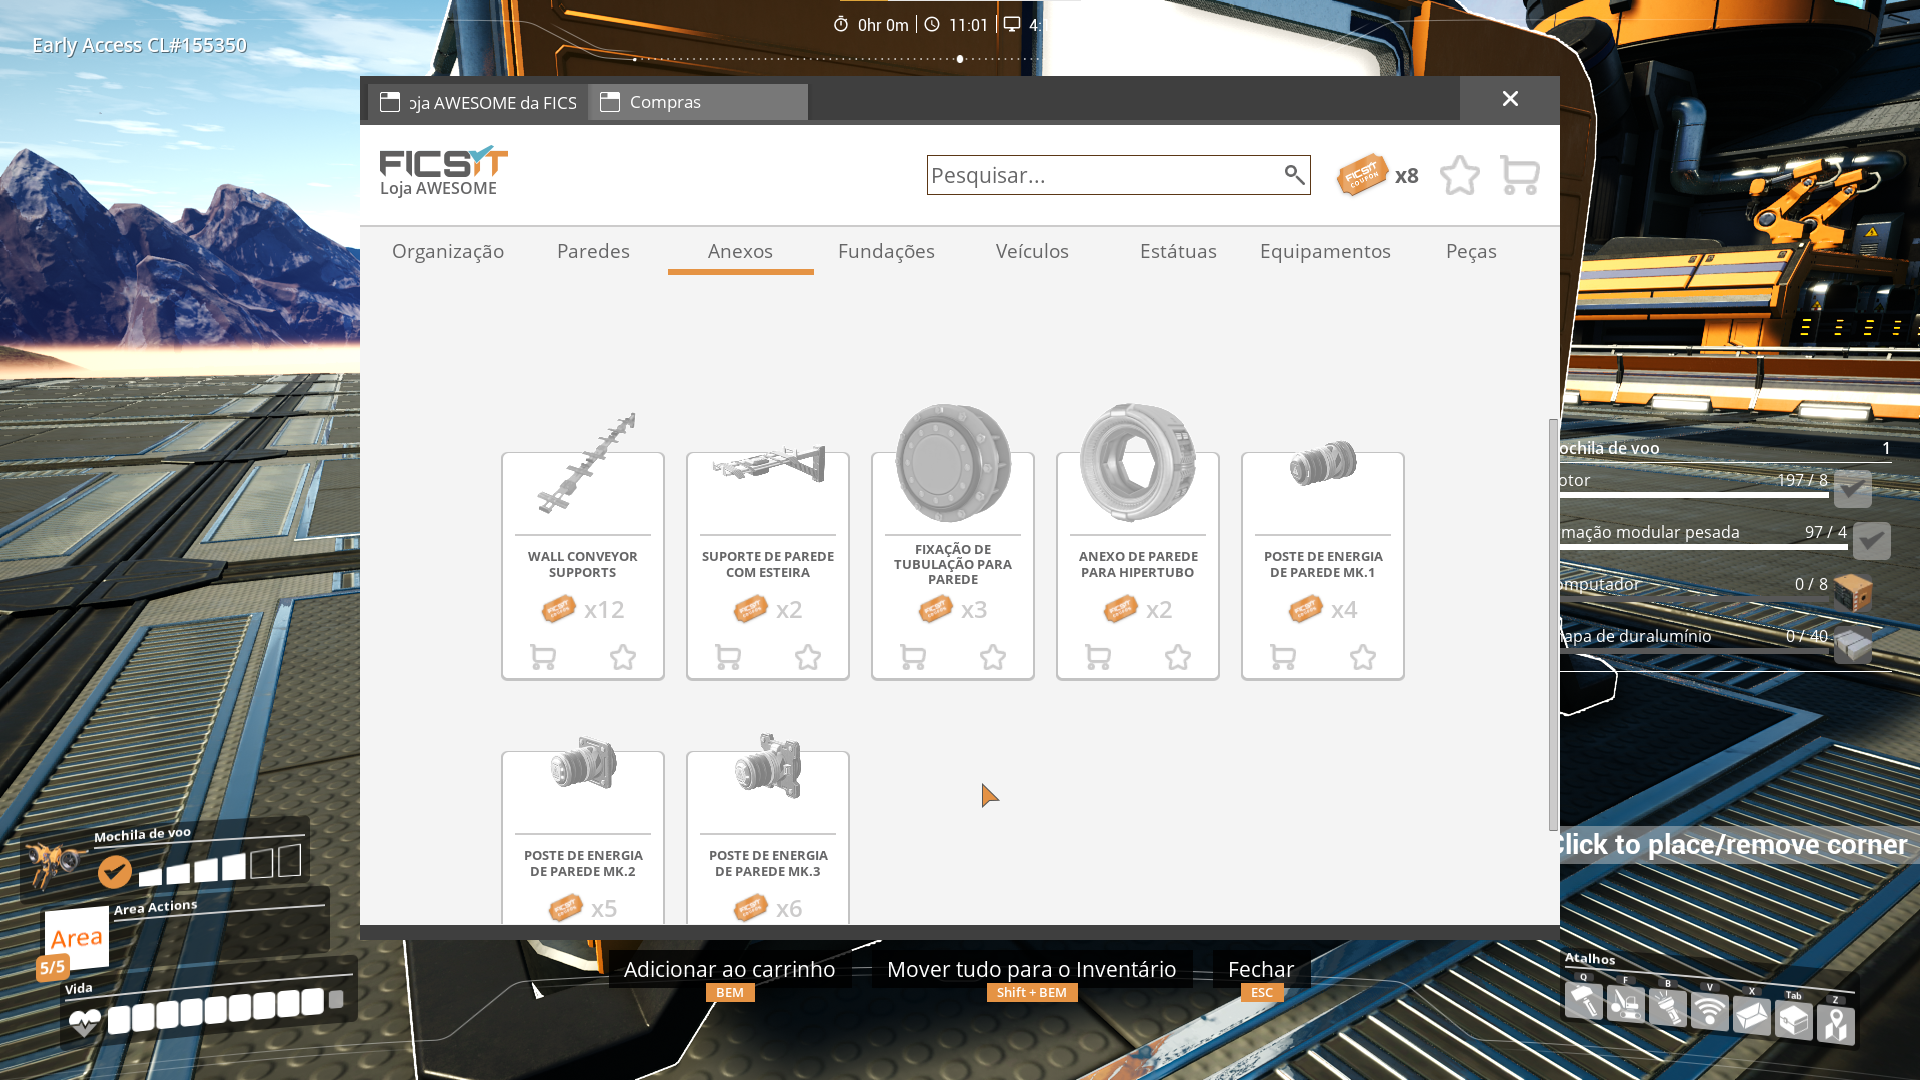 0hr 0m
11:01
4:
Early Access CL#155350
oja AWESOME da FICS
Compras
FICSIT
Loja AWESOME
Pesquisar...
FICSIT
COUPON
x8
Organização
Paredes
Anexos
Fundações
Veículos
Estátuas
Equipamentos
Peças
WALL CONVEYOR
SUPPORTS
x12
SUPORTE DE PAREDE
COM ESTEIRA
x2
FIXAÇÃO DE
TUBULAÇÃO PARA
PAREDE
x3
ANEXO DE PAREDE
PARA HIPERTUBO
x2
POSTE DE ENERGIA
DE PAREDE MK.1
x4
POSTE DE ENERGIA
DE PAREDE MK.2
x5
POSTE DE ENERGIA
DE PAREDE MK.3
x6
ochila de voo
1
otor
197 / 8
mação modular pesada
97 / 4
omputador
0 / 8
hapa de duralumínio
0 / 40
Click to place/remove corner
Mochila de voo
Area Actions
Area
5/5
Vida
Adicionar ao carrinho
BEM
Mover tudo para o Inventário
Shift + BEM
Fechar
ESC
Atalhos
Q
F
B
V
X
Tab
Z